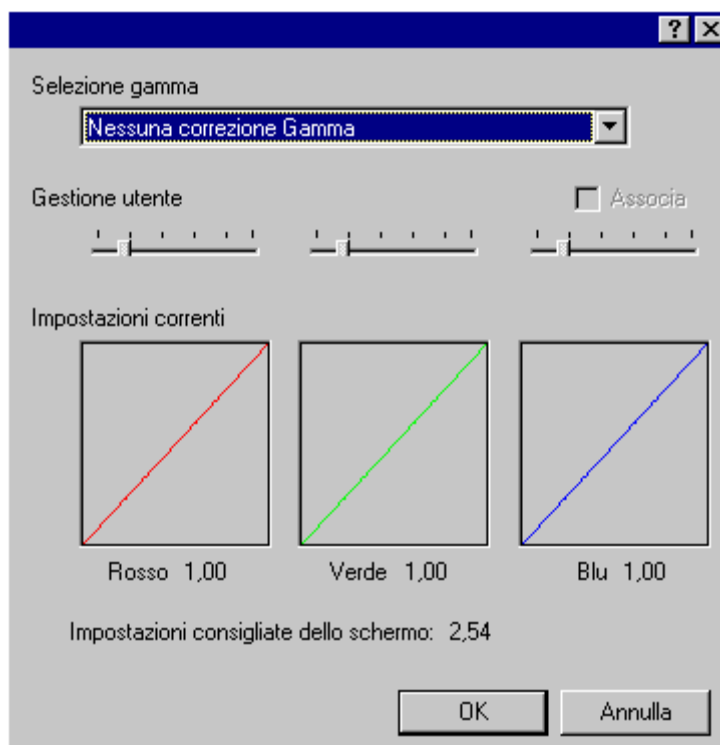 Selezione gamma
Nessuna correzione Gamma
Gestione utente Associa
Impostazioni correnti
Rosso 1,00 Verde 1,00 Blu 1,00
Impostazioni consigliate dello schermo: 2,54
OK Annulla